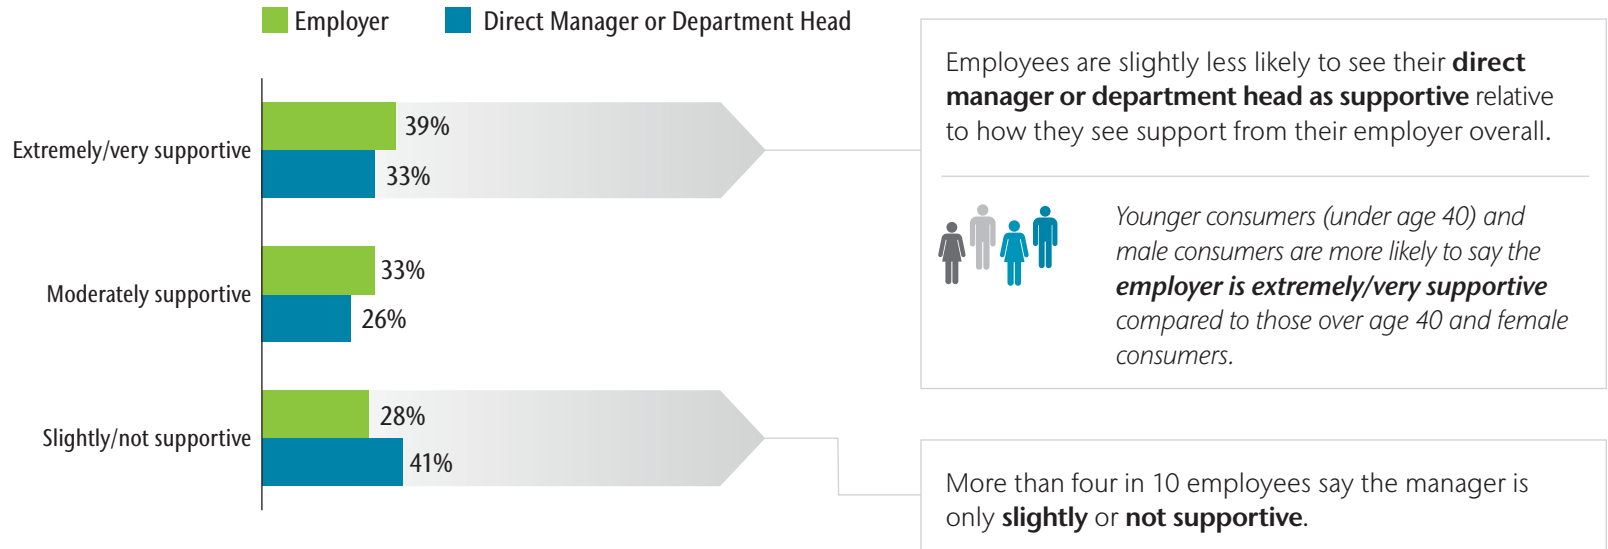 Employer
Direct Manager or Department Head
Extremely/very supportive
39%
33%
Moderately supportive
33%
26%
Slightly/not supportive
28%
41%
Employees are slightly less likely to see their direct
manager or department head as supportive relative
to how they see support from their employer overall.
Younger consumers (under age 40) and
male consumers are more likely to say the
employer is extremely/very supportive
compared to those over age 40 and female
consumers.
More than four in 10 employees say the manager is
only slightly or not supportive.